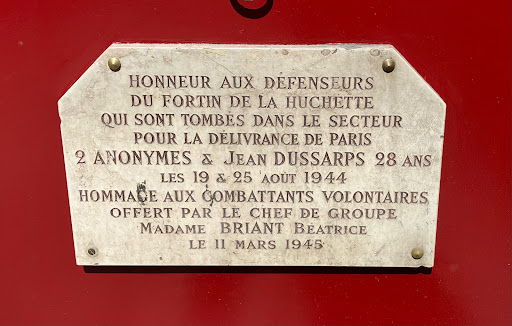 HONNEUR AUX DÉFENSEURS
DU FORTIN DE LA HUCHETTE
QUI SONT TOMBÉS DANS LE SECTEUR
POUR LA DÉLIVRANCE DE PARIS
2 ANONYMES & JEAN DUSSARPS 28 ANS
LES 19 & 25 AOÛT 1944
HOMMAGE AUX COMBATTANTS VOLONTAIRES
OFFERT PAR LE CHEF DE GROUPE
MADAME BRIANT BÉATRICE
LE 11 MARS 1945